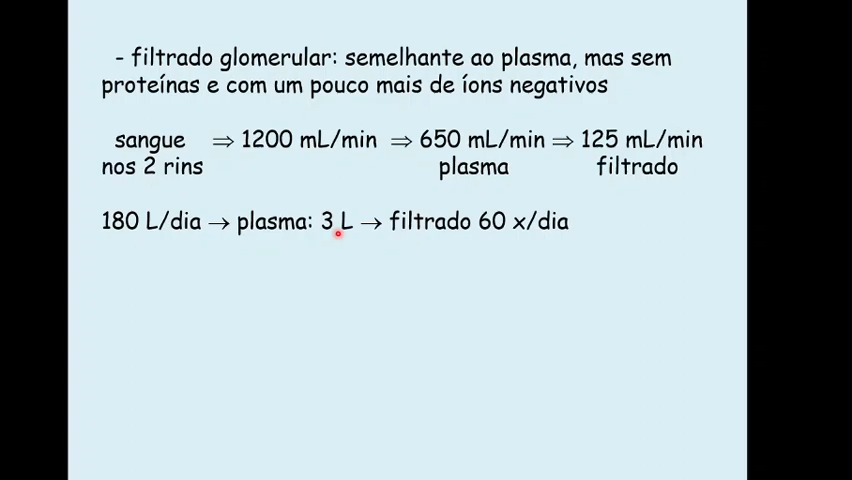 - filtrado glomerular: semelhante ao plasma, mas sem
proteínas e com um pouco mais de íons negativos
sangue ⇒ 1200 mL/min ⇒ 650 mL/min ⇒ 125 mL/min
nos 2 rins plasma filtrado
180 L/dia → plasma: 3 L → filtrado 60 x/dia